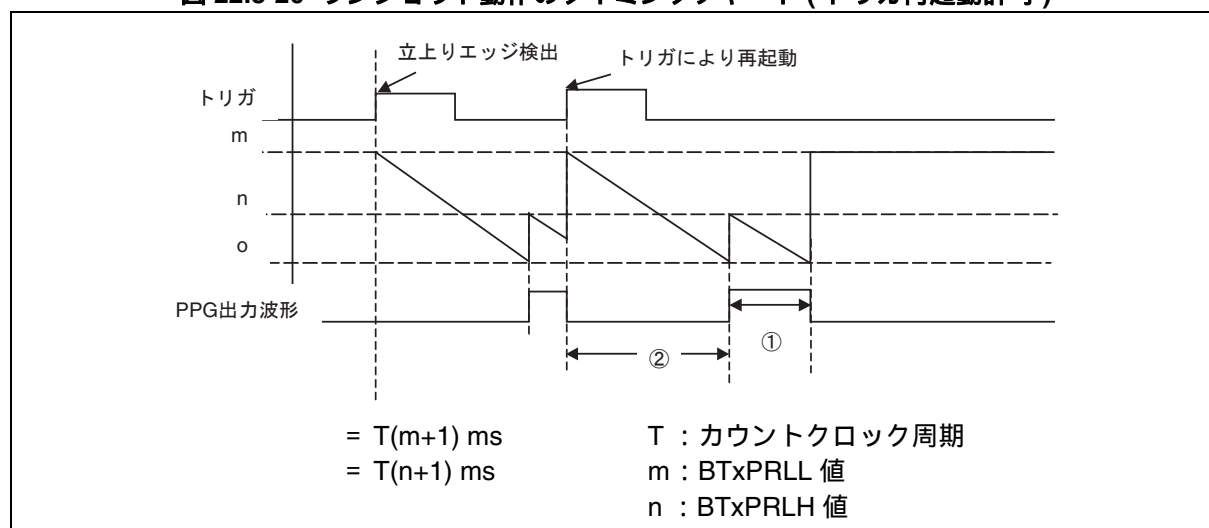 立上りエッジ検出
トリガにより再起動
トリガ
m
n
o
PPG出力波形
①
②
= T(m+1) ms
= T(n+1) ms
T ：カウントクロック周期
m：BTxPRLL 値
n ：BTxPRLH 値